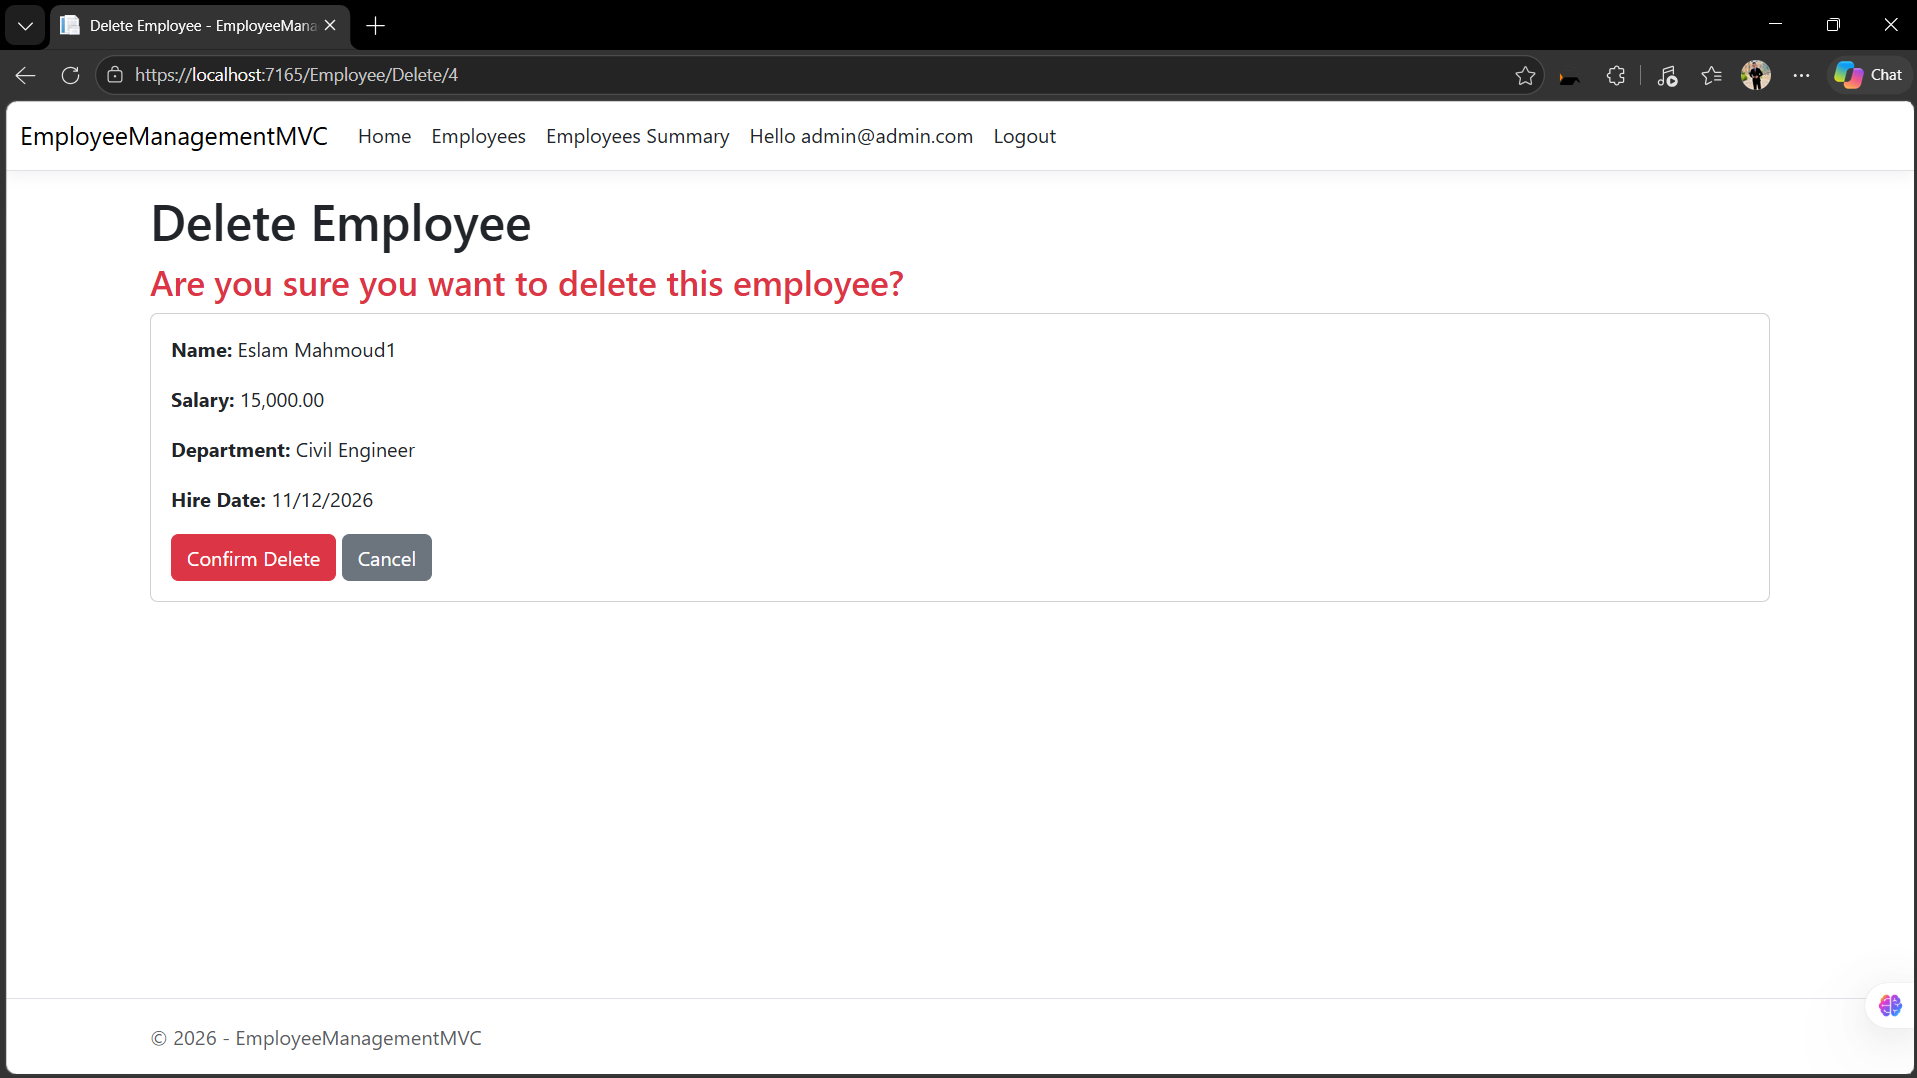 Delete Employee - EmployeeMana
https://localhost:7165/Employee/Delete/4
Chat
EmployeeManagementMVC Home Employees Employees Summary Hello admin@admin.com Logout
Delete Employee
Are you sure you want to delete this employee?
Name: Eslam Mahmoud1
Salary: 15,000.00
Department: Civil Engineer
Hire Date: 11/12/2026
Confirm Delete Cancel
© 2026 - EmployeeManagementMVC